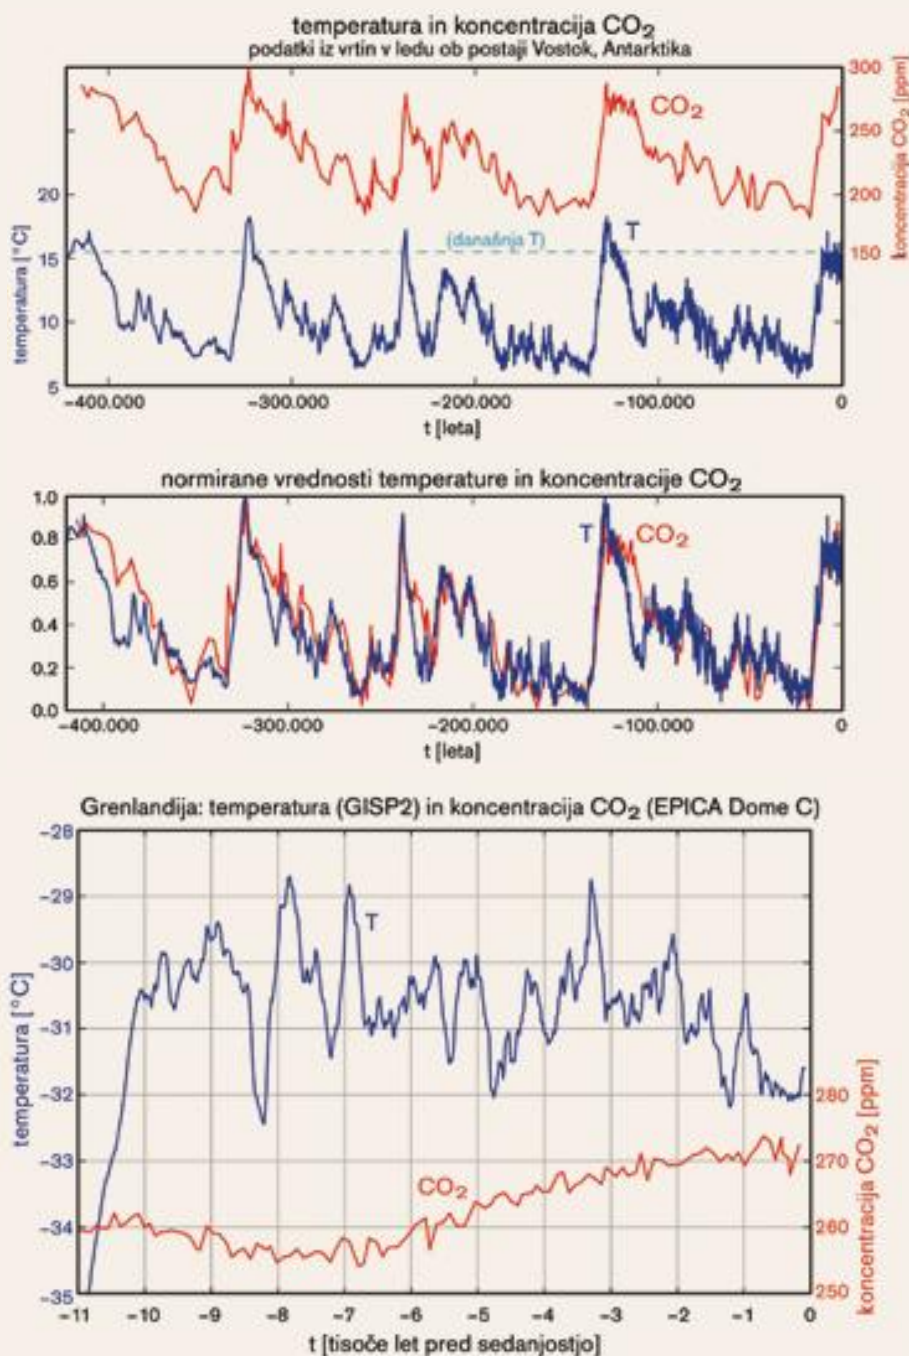 temperatura in koncentracija CO₂
podatki iz vrtin v ledu ob postaji Vostok, Antarktika
300
250
200
150
koncentracija CO₂ [ppm]
CO₂
20
15
10
5
temperatura [°C]
(današnja T)
T
−400.000 −300.000 −200.000 −100.000 0
t [leta]
normirane vrednosti temperature in koncentracije CO₂
1.0
0.8
0.6
0.4
0.2
0.0
T CO₂
−400.000 −300.000 −200.000 −100.000 0
t [leta]
Grenlandija: temperatura (GISP2) in koncentracija CO₂ (EPICA Dome C)
−28
−29
−30
−31
−32
−33
−34
−35
temperatura [°C]
T
CO₂
280
270
260
250
koncentracija CO₂ [ppm]
−11 −10 −9 −8 −7 −6 −5 −4 −3 −2 −1 0
t [tisoče let pred sedanjostjo]